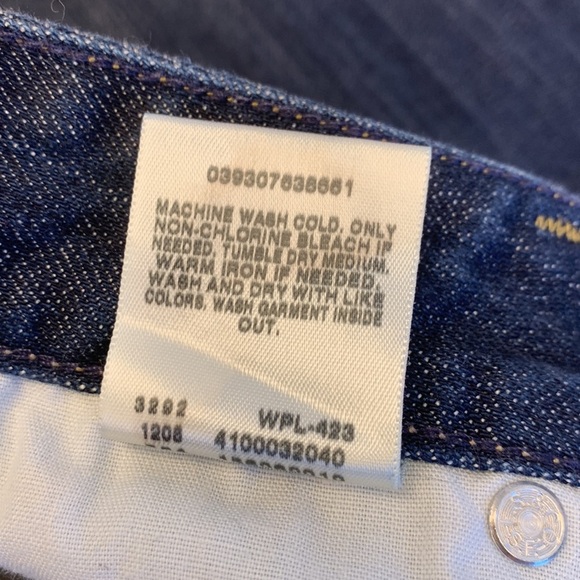 039307638661
MACHINE WASH COLD, ONLY
NON-CHLORINE BLEACH IF
NEEDED, TUMBLE DRY MEDIUM,
WARM IRON IF NEEDED,
WASH AND DRY WITH LIKE
COLORS, WASH GARMENT INSIDE
OUT.
3292 WPL-423
1208 4100032040